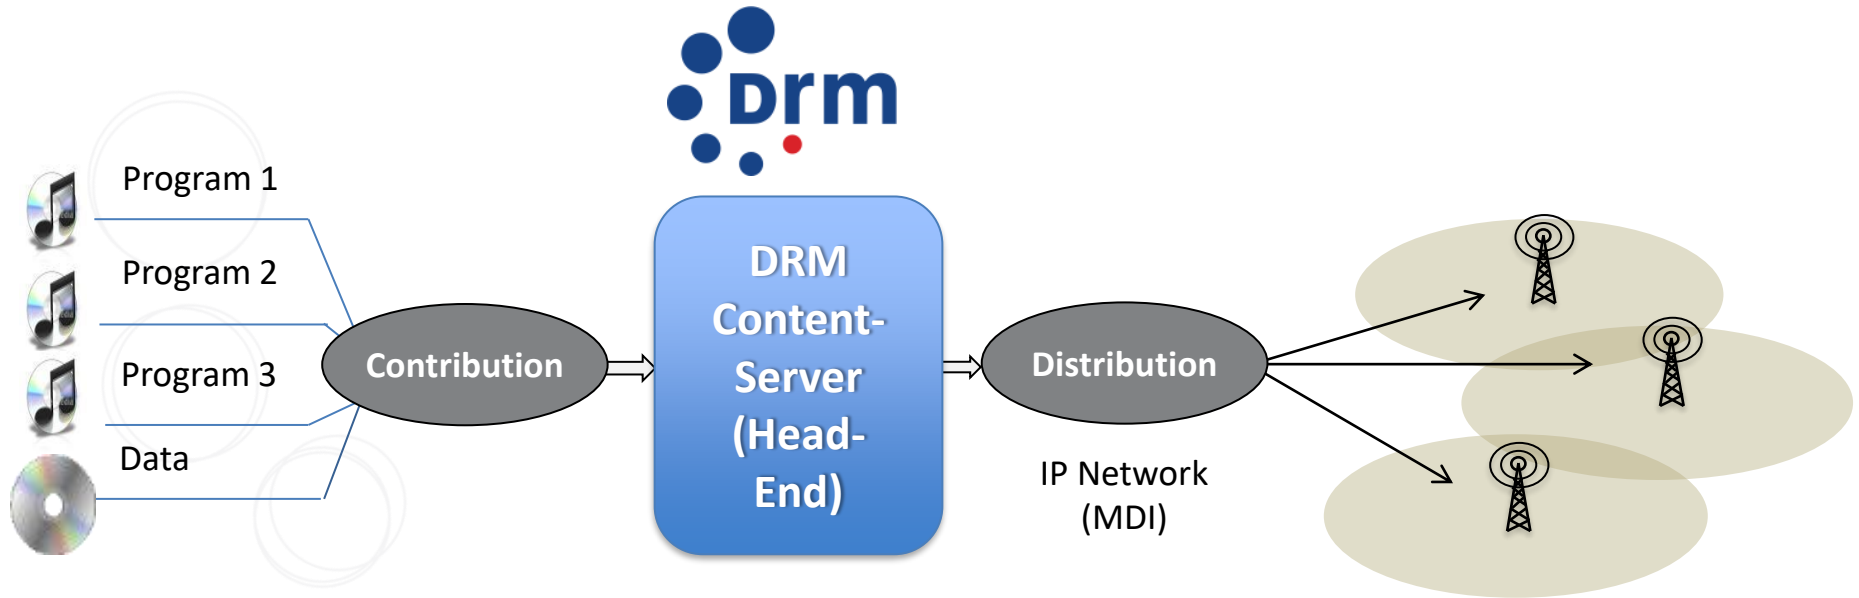 Drm
Program 1
Program 2
Program 3
Data
Contribution
DRM
Content-
Server
(Head-
End)
Distribution
IP Network
(MDI)